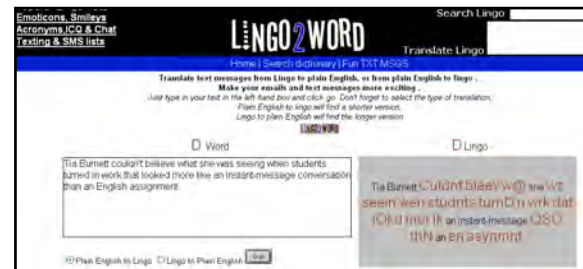 Emoticons, Smileys
Acronyms,ICQ & Chat
Texting & SMS lists
LINGO2WORD
Search Lingo
Translate Lingo
Home | Search dictionary | Fun TXT MSGS
Translate text messages from Lingo to plain English, or from plain English to lingo .
Make your emails and text messages more exciting .
Just type in your text in the left hand box and click go. Don't forget to select the type of translation,
Plain English to lingo will find a shorter version,
Lingo to plain English will find the longer version
LINGO2WORD
Word
Lingo
Tia Burnett couldn't believe what she was seeing when students
turned in work that looked more like an instant-message conversation
than an English assignment.
Tia Burnett Culdnt blaevw@ she wz
seein wen studnts turnD n wrk dat
lOkd mor lk an instant-message QSO
thN an en asynmnt
Plain English to Lingo Lingo to Plain English